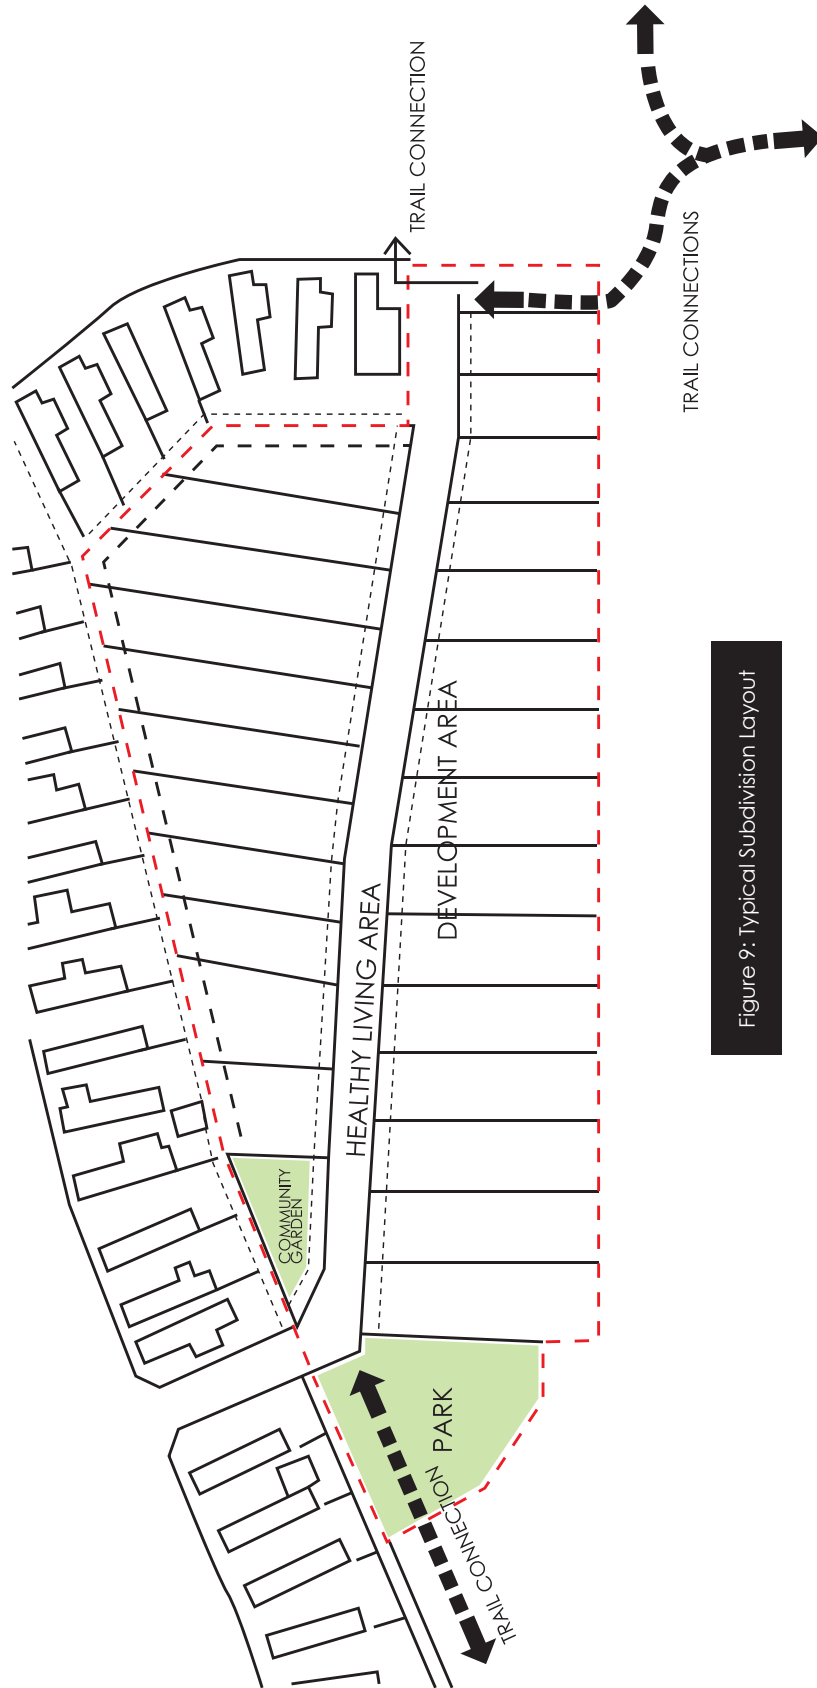 TRAIL CONNECTION
TRAIL CONNECTIONS
DEVELOPMENT AREA
HEALTHY LIVING AREA
COMMUNITY
GARDEN
PARK
TRAIL CONNECTION
Figure 9: Typical Subdivision Layout